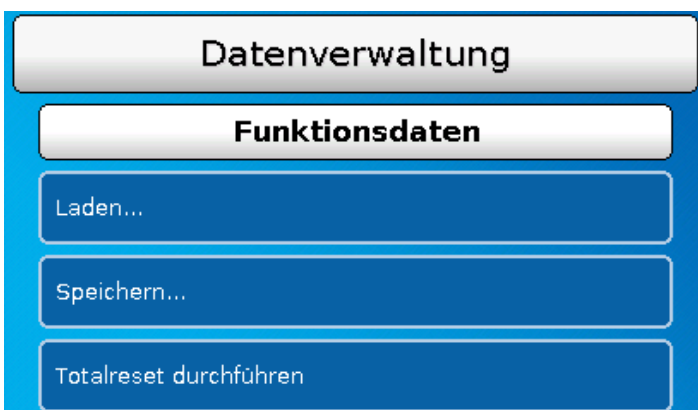 Datenverwaltung
Funktionsdaten
Laden...
Speichern...
Totalreset durchführen